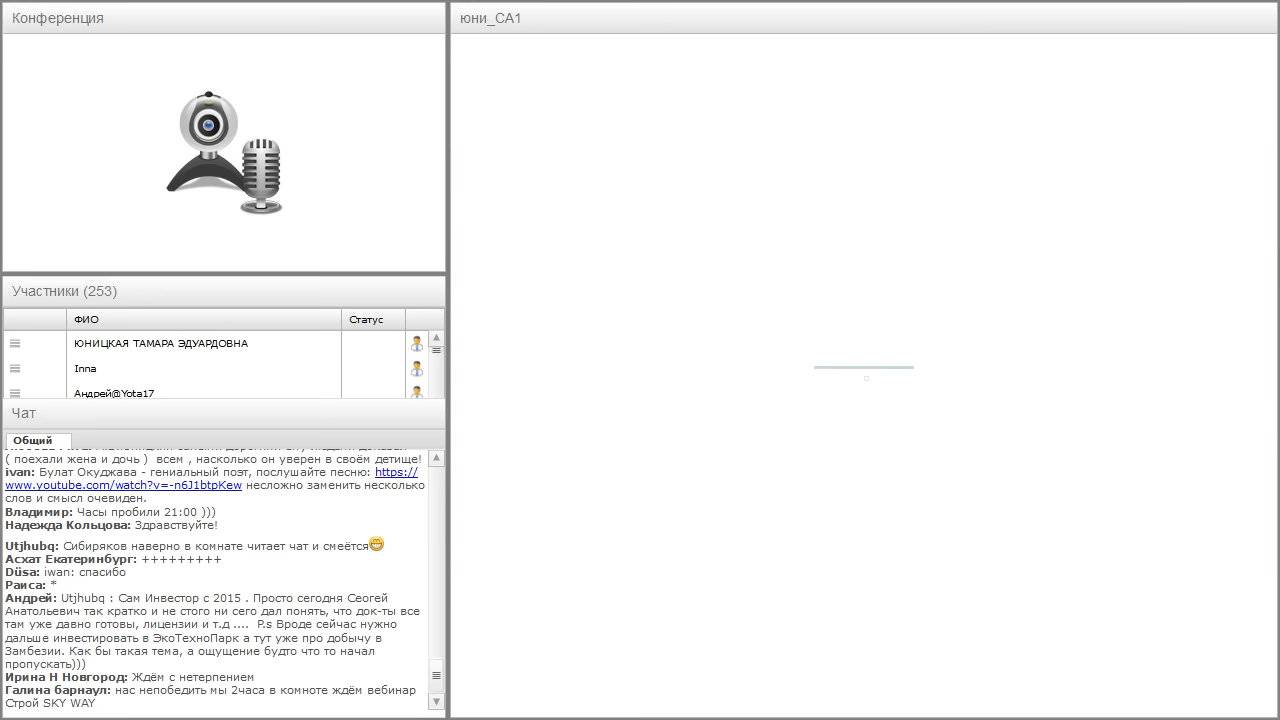 Конференция
юни_CA1
Участники (253)
ФИО
Статус
ЮНИЦКАЯ ТАМАРА ЭДУАРДОВНА
Inna
Андрей@Yota17
Чат
Общий
( поехали жена и дочь ) всем , насколько он уверен в своём детище!
ivan: Булат Окуджава - гениальный поэт, послушайте песню: https://
www.youtube.com/watch?v=-n6J1btpKew несложно заменить несколько
слов и смысл очевиден.
Владимир: Часы пробили 21:00 )))
Надежда Кольцова: Здравствуйте!
Utjhubq: Сибиряков наверно в комнате читает чат и смеётся
Асхат Екатеринбург: +++++++++
Düsa: iwan: спасибо
Раиса: *
Андрей: Utjhubq : Сам Инвестор с 2015 . Просто сегодня Сеогей
Анатольевич так кратко и не стого ни сего дал понять, что док-ты все
там уже давно готовы, лицензии и т.д .... P.s Вроде сейчас нужно
дальше инвестировать в ЭкоТехноПарк а тут уже про добычу в
Замбезии. Как бы такая тема, а ощущение будто что то начал
пропускать)))
Ирина Н Новгород: Ждём с нетерпением
Галина барнаул: нас непобедить мы 2часа в комноте ждём вебинар
Строй SKY WAY